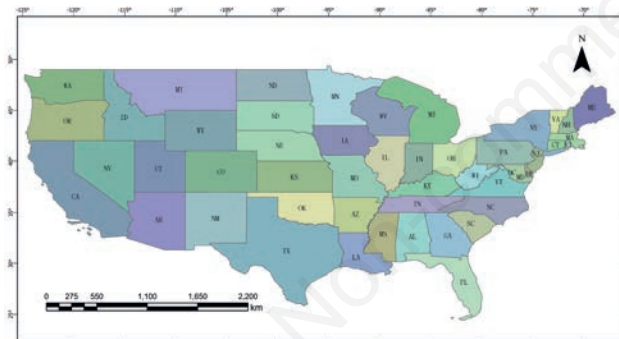 N
WA MT ND MN ME
OR ID SD WI MI NY VA NH
WY IA MA
NV UT NE IL IN OH PA CT
CO KS MO WV VT
CA KY
AR NM OK AZ TN NC
TX MS AL GA
LA FL
0 275 550 1,100 1,650 2,200
km